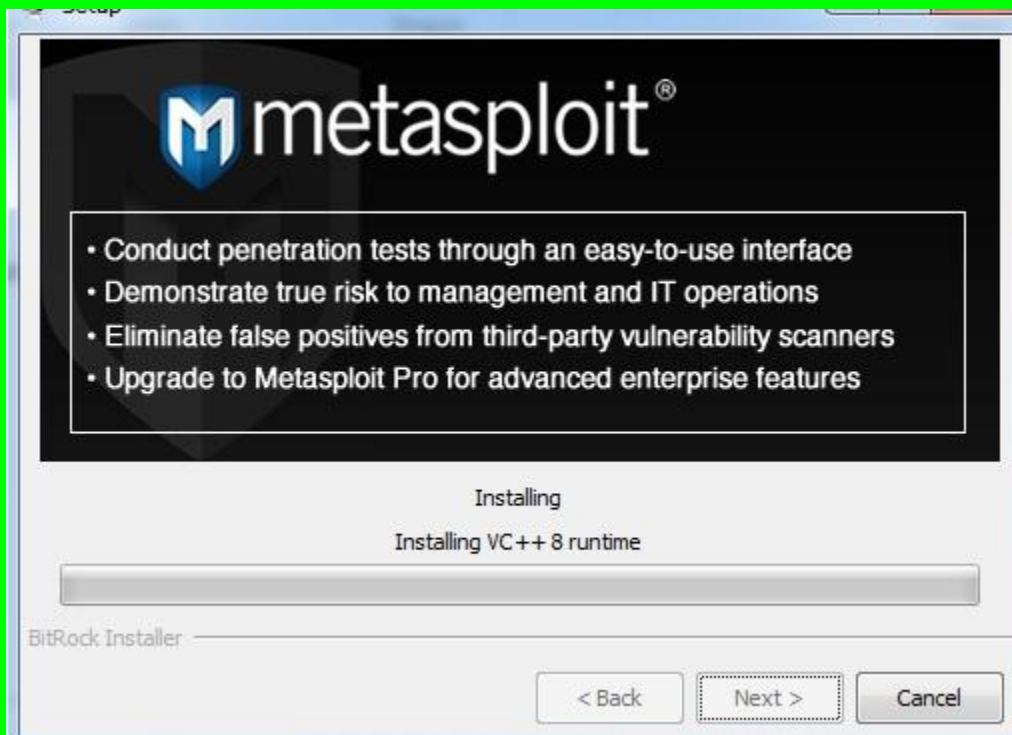 Setup
metasploit®
• Conduct penetration tests through an easy-to-use interface
• Demonstrate true risk to management and IT operations
• Eliminate false positives from third-party vulnerability scanners
• Upgrade to Metasploit Pro for advanced enterprise features
Installing
Installing VC++ 8 runtime
BitRock Installer
< Back Next > Cancel